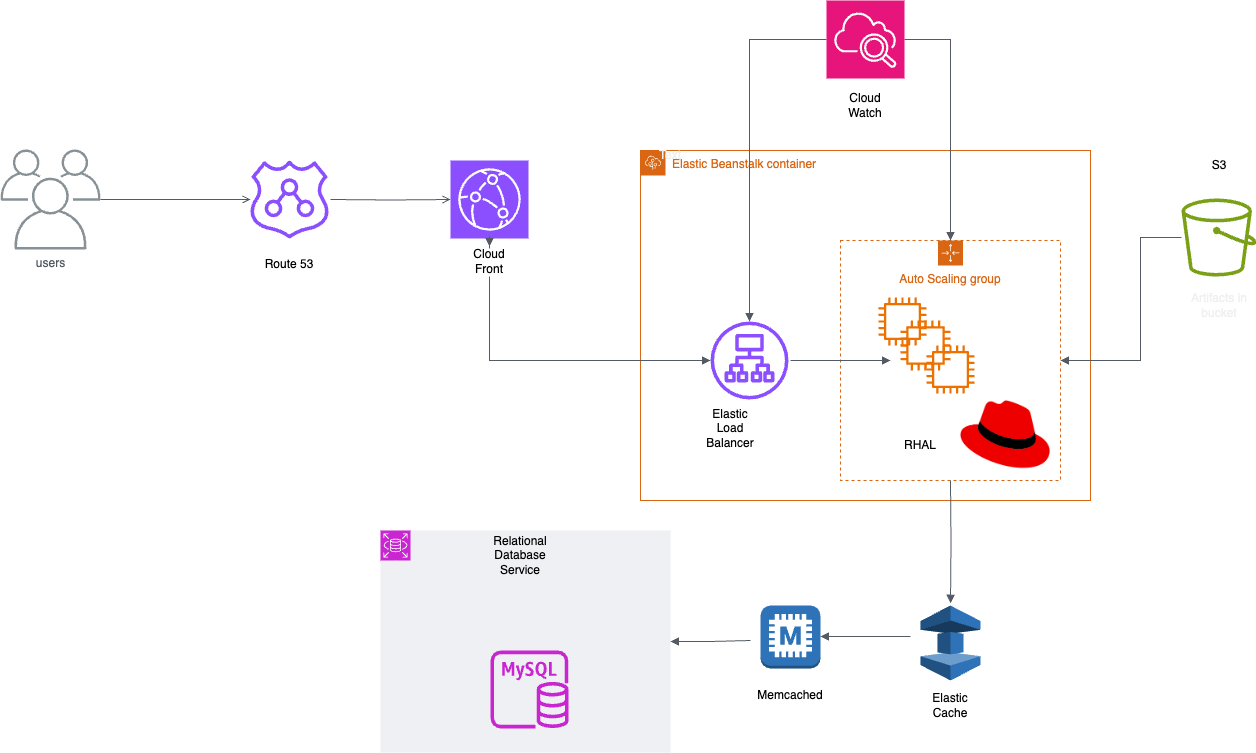 Cloud
Watch
Elastic Beanstalk container
S3
users
Route 53
Cloud
Front
Auto Scaling group
Artifacts in
bucket
Elastic
Load
Balancer
RHAL
Relational
Database
Service
MySQL
M
Memcached
Elastic
Cache